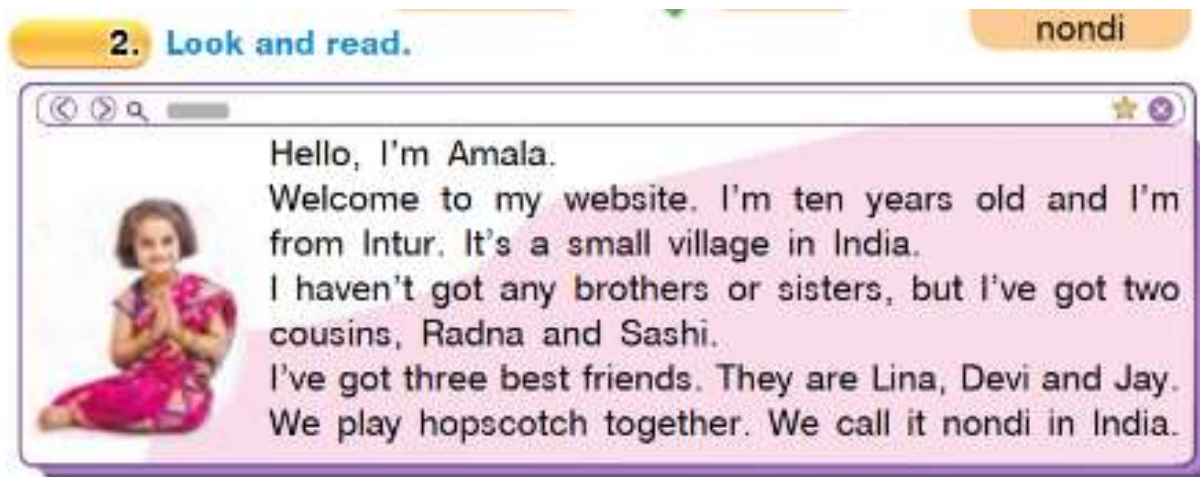 nondi
2. Look and read.
Hello, I'm Amala.
Welcome to my website. I'm ten years old and I'm
from Intur. It's a small village in India.
I haven't got any brothers or sisters, but I've got two
cousins, Radna and Sashi.
I've got three best friends. They are Lina, Devi and Jay.
We play hopscotch together. We call it nondi in India.